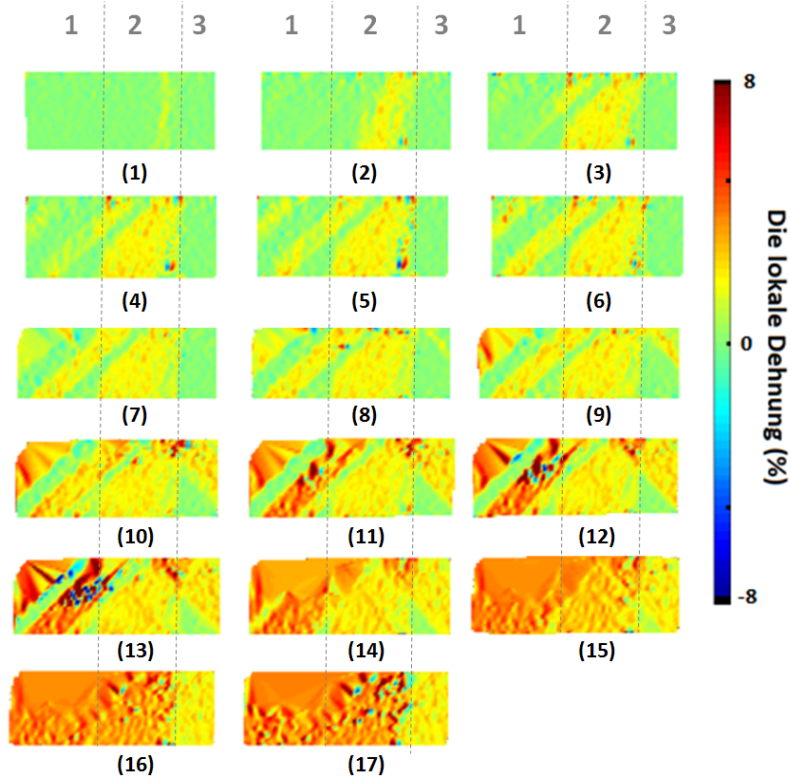 1 2 3 1 2 3 1 2 3
(1) (2) (3)
(4) (5) (6)
(7) (8) (9)
(10) (11) (12)
(13) (14) (15)
(16) (17)
8
0
-8
Die lokale Dehnung (%)